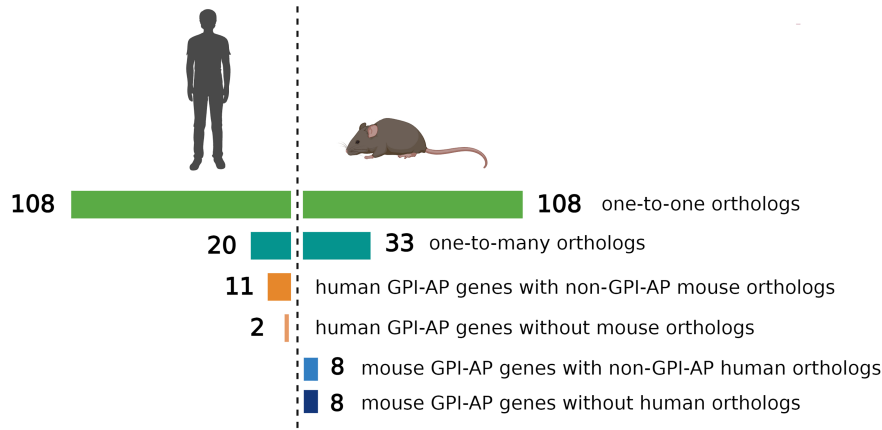 108 108 one-to-one orthologs
20 33 one-to-many orthologs
11 human GPI-AP genes with non-GPI-AP mouse orthologs
2 human GPI-AP genes without mouse orthologs
8 mouse GPI-AP genes with non-GPI-AP human orthologs
8 mouse GPI-AP genes without human orthologs